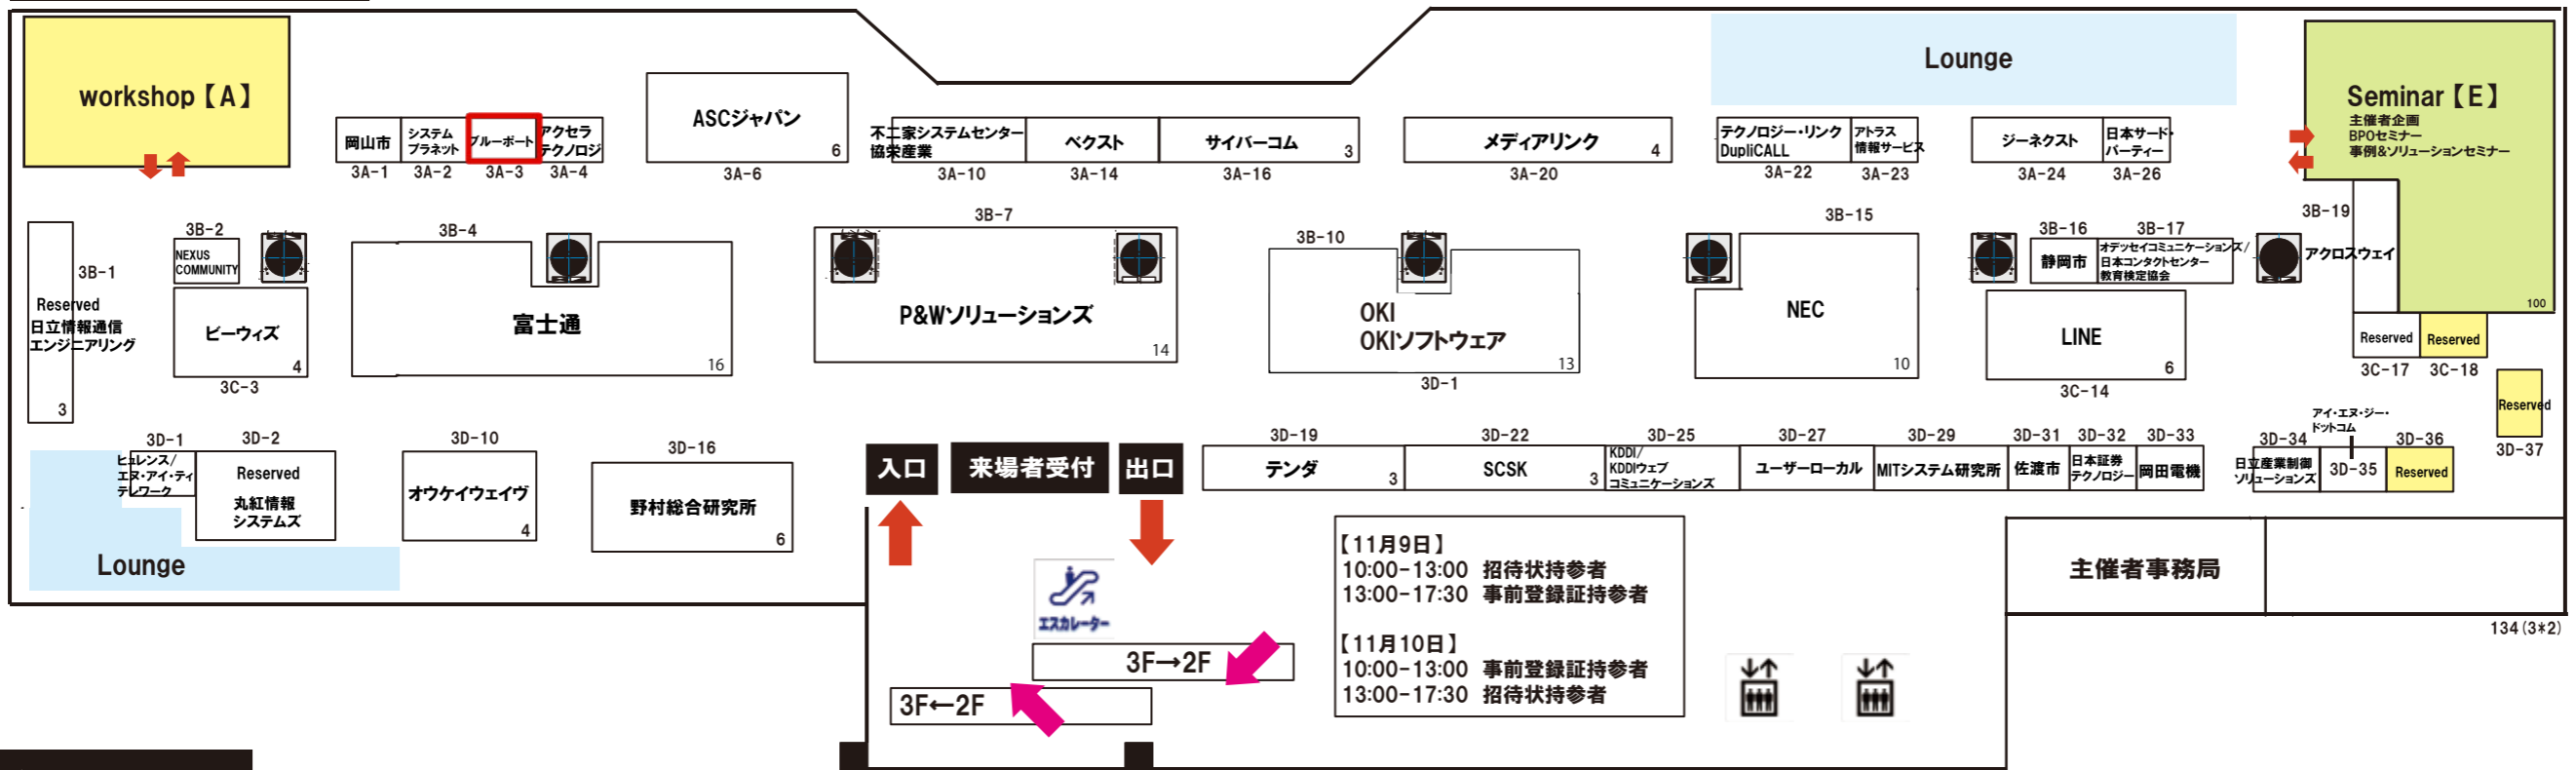 workshop【A】
岡山市
3A-1
システム
プラネット
3A-2
ブルーポート
3A-3
アクセラ
テクノロジ
3A-4
ASCジャパン
6
3A-6
不二家システムセンター
協栄産業
3A-10
ベクスト
3A-14
サイバーコム
3
3A-16
メディアリンク
4
3A-20
Lounge
テクノロジー・リンク
DupliCALL
3A-22
アトラス
情報サービス
3A-23
ジーネクスト
3A-24
日本サード・
パーティー
3A-26
Seminar【E】
主催者企画
BPOセミナー
事例&ソリューションセミナー
100
3B-1
Reserved
日立情報通信
エンジニアリング
3
3B-2
NEXUS
COMMUNITY
ビーウィズ
4
3C-3
3B-4
富士通
16
3B-7
P&Wソリューションズ
14
3B-10
OKI
OKIソフトウェア
13
3D-1
3B-15
NEC
10
3B-16
静岡市
3B-17
オデッセイコミュニケーションズ/
日本コンタクトセンター
教育検定協会
LINE
6
3C-14
3B-19
アクロスウェイ
Reserved
3C-17
Reserved
3C-18
Reserved
3D-37
3D-1
ヒュレンス/
エヌ・アイ・ティ
テレワーク
3D-2
Reserved
丸紅情報
システムズ
Lounge
3D-10
オウケイウェイヴ
4
3D-16
野村総合研究所
6
入口
来場者受付
出口
3D-19
テンダ
3
3D-22
SCSK
3
3D-25
KDDI/
KDDIウェブ
コミュニケーションズ
3D-27
ユーザーローカル
3D-29
MITシステム研究所
3D-31
佐渡市
3D-32
日本証券
テクノロジー
3D-33
岡田電機
3D-34
日立産業制御
ソリューションズ
アイ・エヌ・ジー・
ドットコム
3D-35
3D-36
Reserved
エスカレーター
3F→2F
3F←2F
【11月9日】
10:00-13:00 招待状持参者
13:00-17:30 事前登録証持参者
【11月10日】
10:00-13:00 事前登録証持参者
13:00-17:30 招待状持参者
主催者事務局
134(3*2)